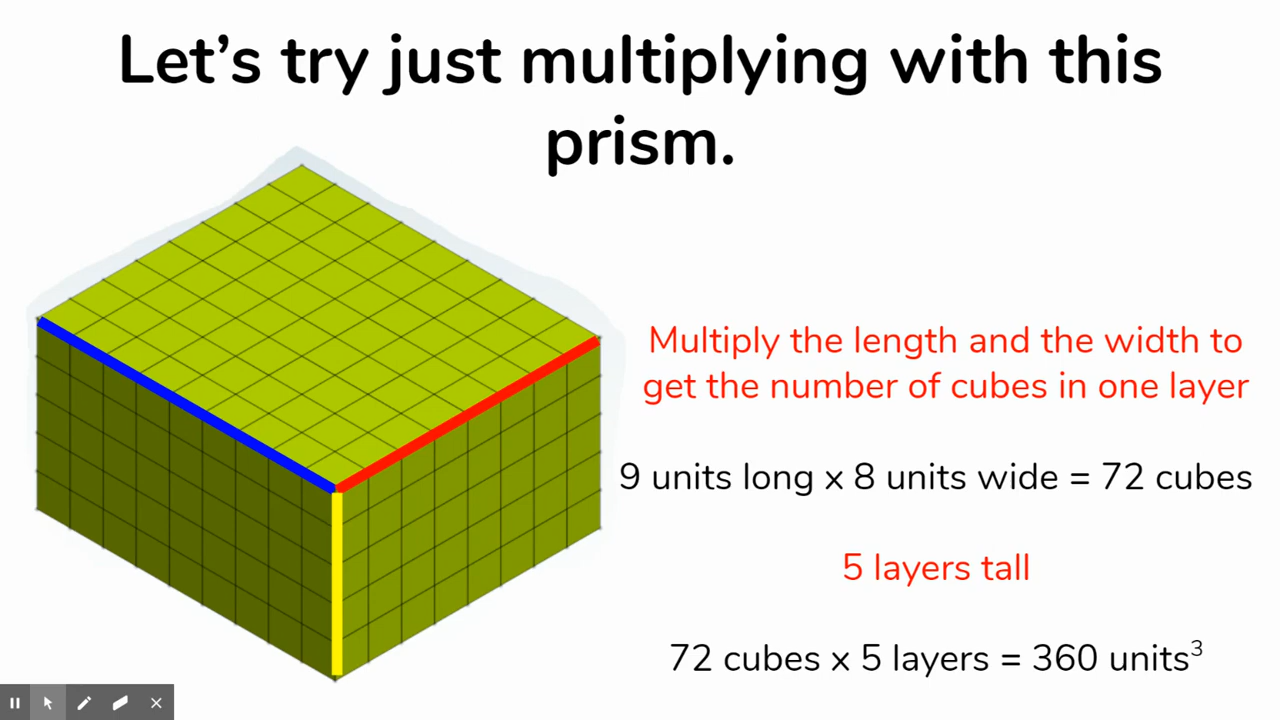 Let's try just multiplying with this
prism.
Multiply the length and the width to
get the number of cubes in one layer
9 units long x 8 units wide = 72 cubes
5 layers tall
72 cubes x 5 layers = 360 units³